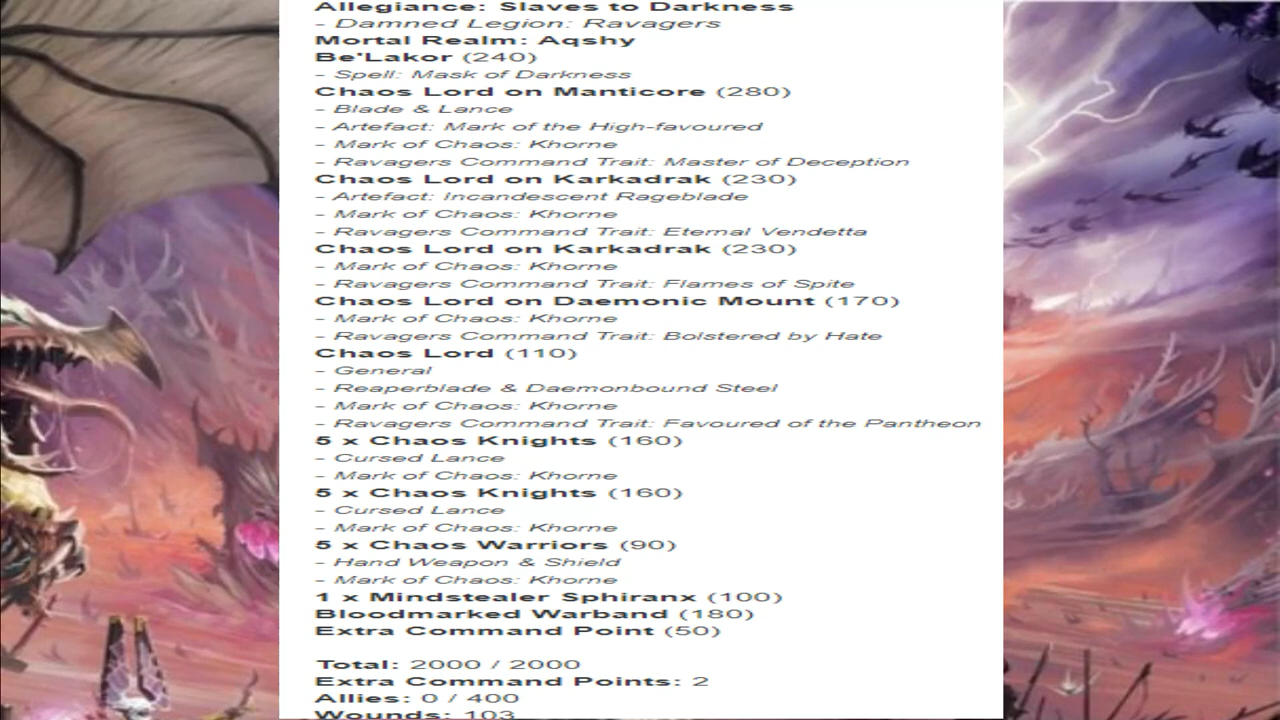 Allegiance: Slaves to Darkness
- Damned Legion: Ravagers
Mortal Realm: Aqshy
Be'Lakor (240)
- Spell: Mask of Darkness
Chaos Lord on Manticore (280)
- Blade & Lance
- Artefact: Mark of the High-favoured
- Mark of Chaos: Khorne
- Ravagers Command Trait: Master of Deception
Chaos Lord on Karkadrak (230)
- Artefact: Incandescent Rageblade
- Mark of Chaos: Khorne
- Ravagers Command Trait: Eternal Vendetta
Chaos Lord on Karkadrak (230)
- Mark of Chaos: Khorne
- Ravagers Command Trait: Flames of Spite
Chaos Lord on Daemonic Mount (170)
- Mark of Chaos: Khorne
- Ravagers Command Trait: Bolstered by Hate
Chaos Lord (110)
- General
- Reaperblade & Daemonbound Steel
- Mark of Chaos: Khorne
- Ravagers Command Trait: Favoured of the Pantheon
5 x Chaos Knights (160)
- Cursed Lance
- Mark of Chaos: Khorne
5 x Chaos Knights (160)
- Cursed Lance
- Mark of Chaos: Khorne
5 x Chaos Warriors (90)
- Hand Weapon & Shield
- Mark of Chaos: Khorne
1 x Mindstealer Sphiranx (100)
Bloodmarked Warband (180)
Extra Command Point (50)
Total: 2000 / 2000
Extra Command Points: 2
Allies: 0 / 400
Wounds: 103